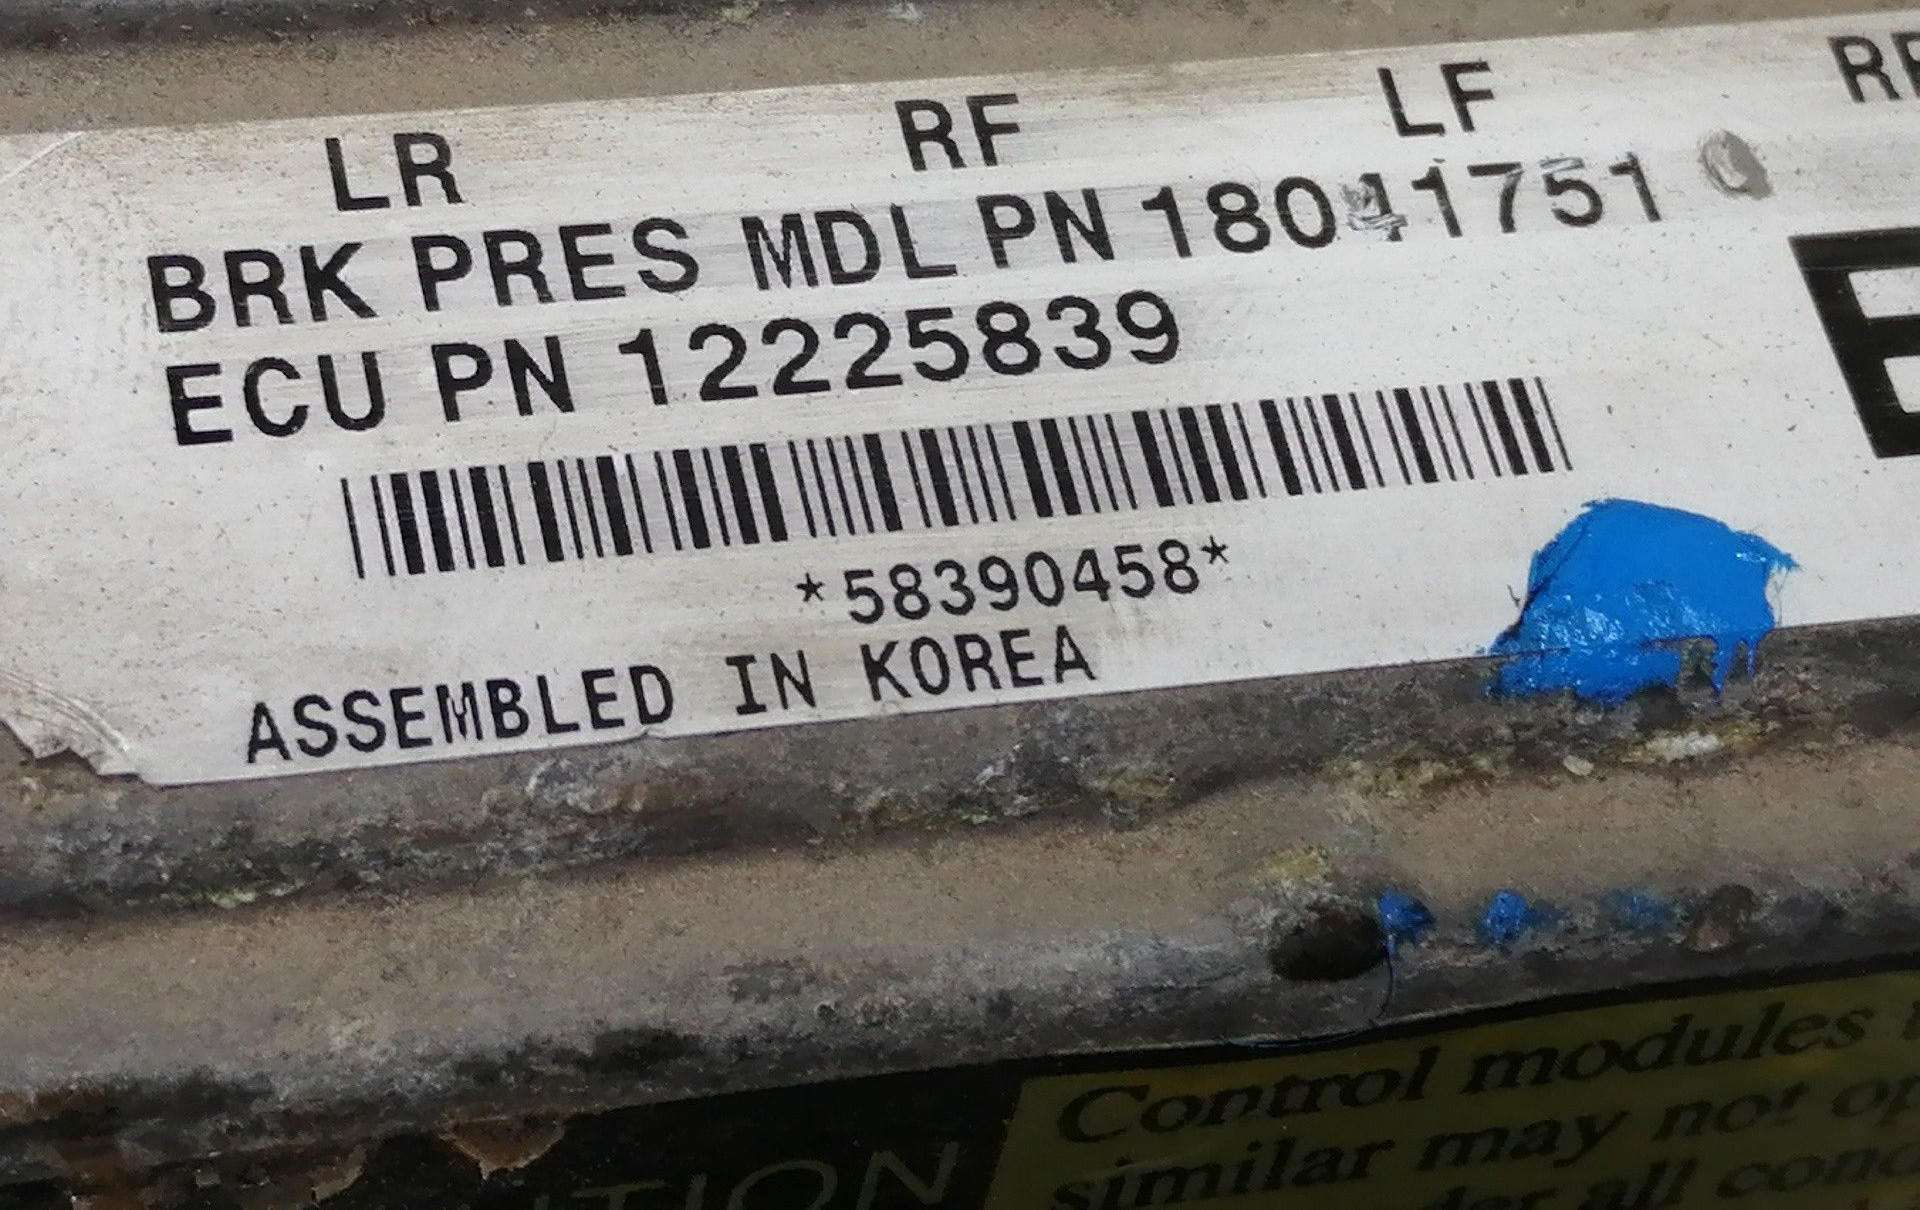 LR RF LF
BRK PRES MDL PN 18041751
ECU PN 12225839
*58390458*
ASSEMBLED IN KOREA
Control modules
similar may not
all